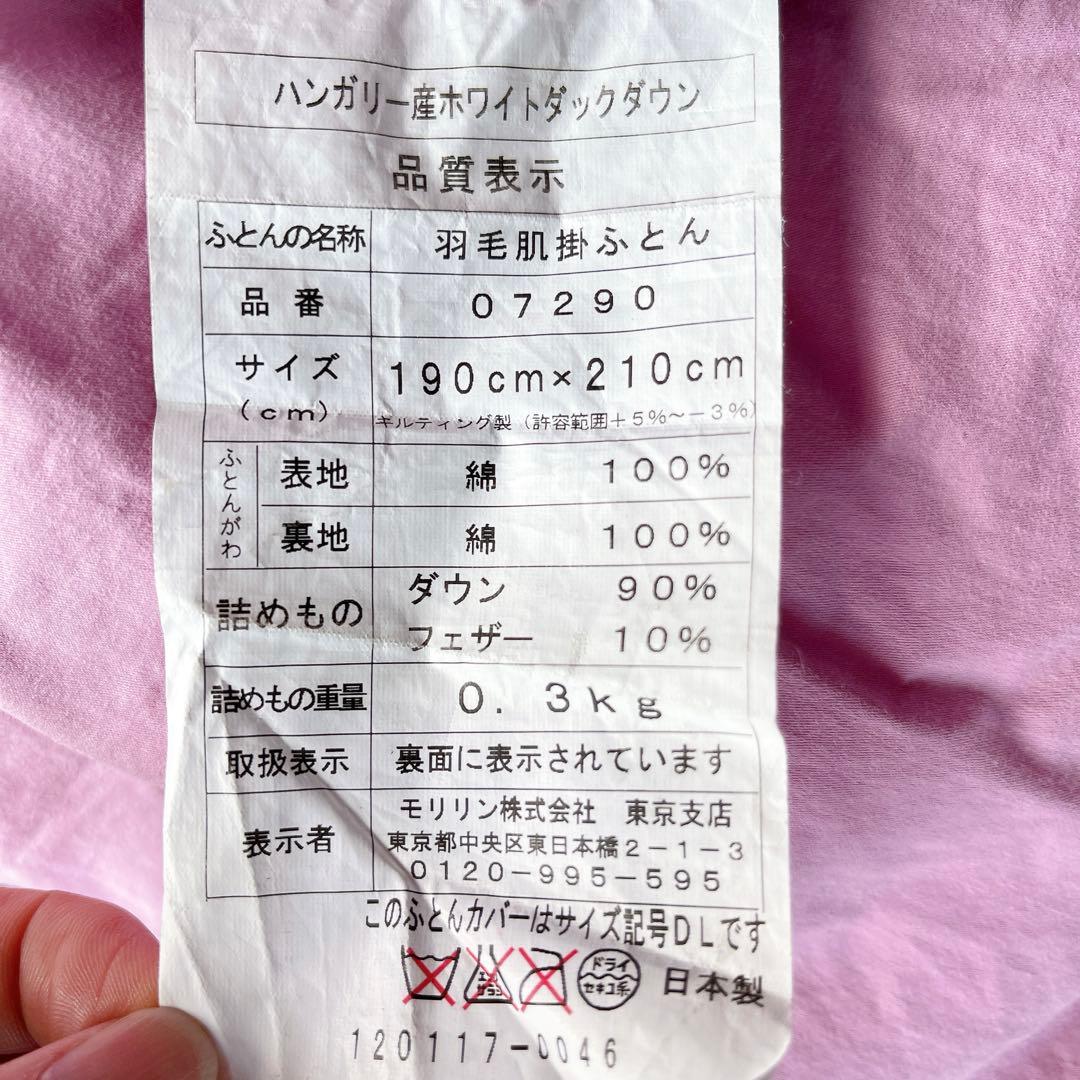 ハンガリー産ホワイトダックダウン
品質表示
ふとんの名称 羽毛肌掛ふとん
品番 07290
サイズ(cm) 190cm×210cm
キルティング製(許容範囲+5%~-3%)
ふとんがわ 表地 綿 100%
裏地 綿 100%
詰めもの ダウン 90%
フェザー 10%
詰めもの重量 0.3kg
取扱表示 裏面に表示されています
表示者 モリリン株式会社 東京支店
東京都中央区東日本橋2-1-3
0120-995-595
このふとんカバーはサイズ記号DLです
エンソサラシ ドライ セキユ系 日本製
120117-0046